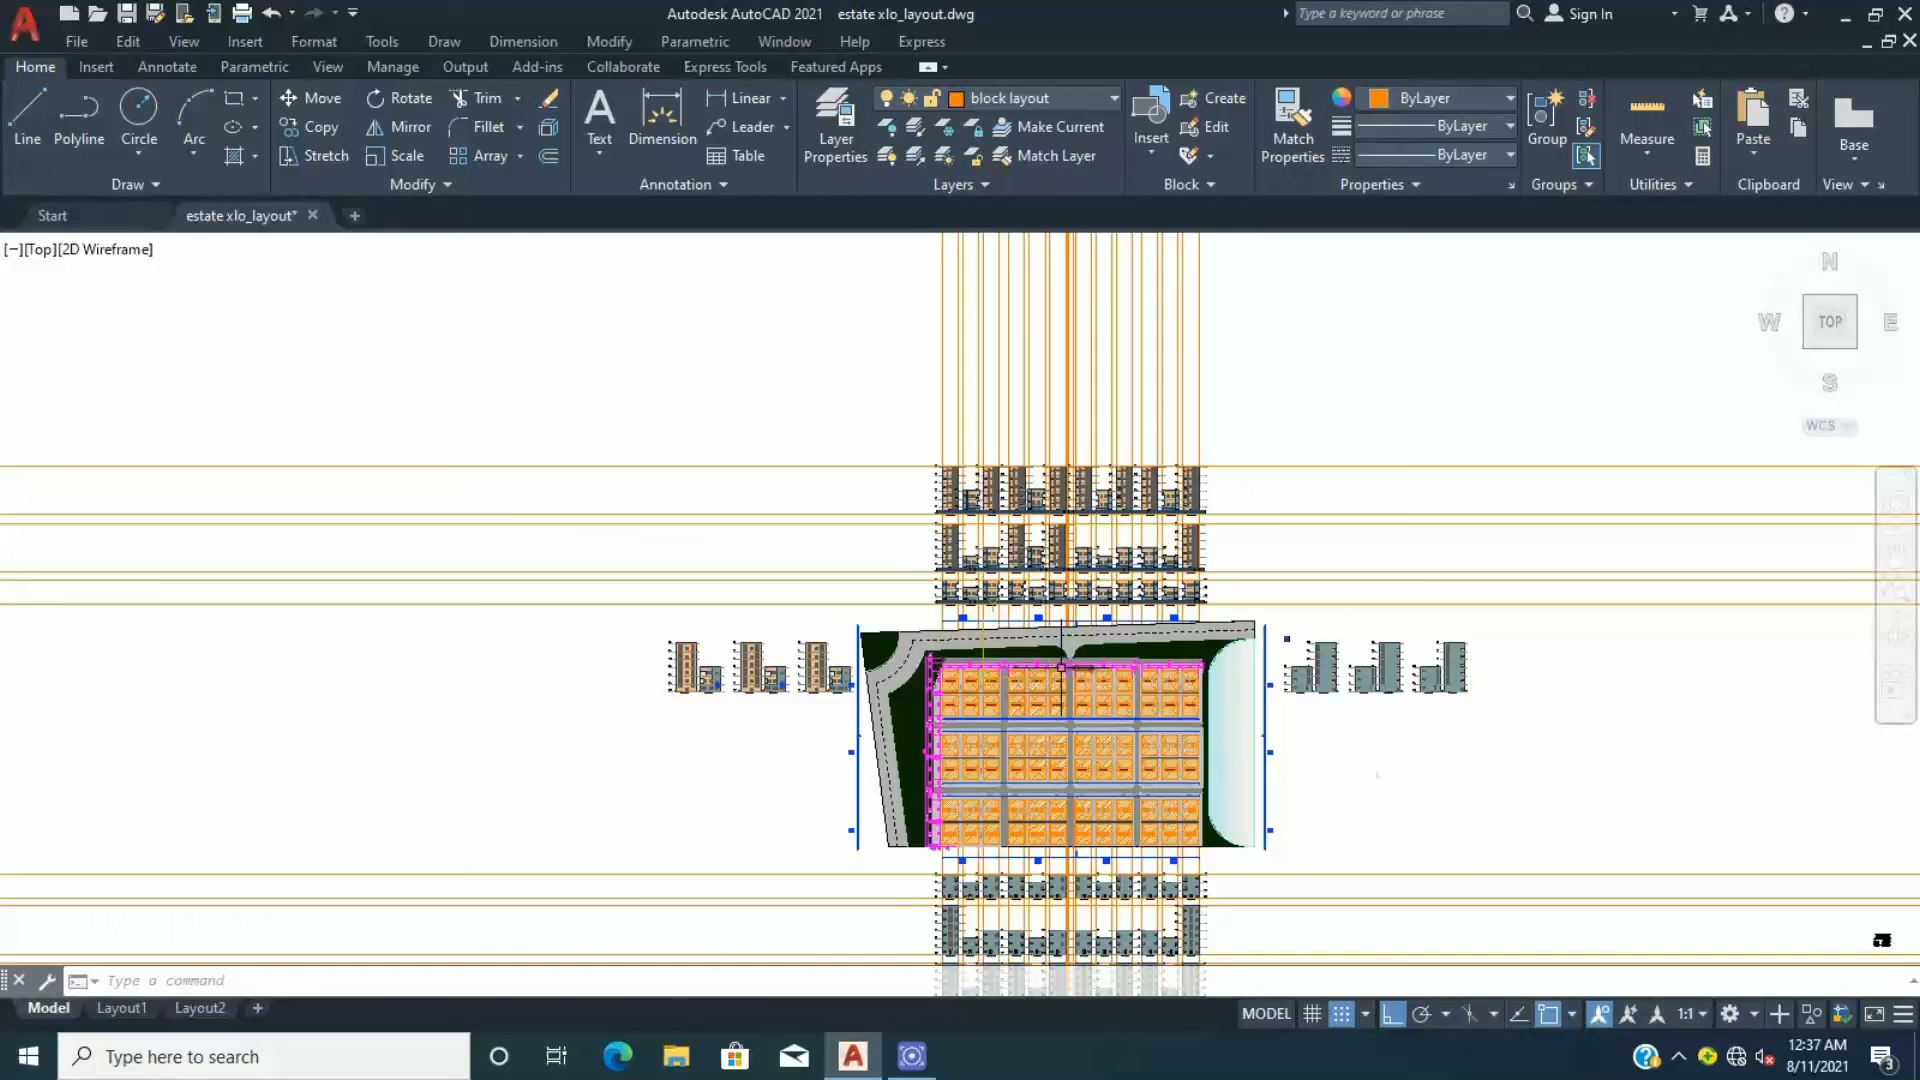 Autodesk AutoCAD 2021 estate xlo_layout.dwg
Type a keyword or phrase
Sign In
File Edit View Insert Format Tools Draw Dimension Modify Parametric Window Help Express
Home Insert Annotate Parametric View Manage Output Add-ins Collaborate Express Tools Featured Apps
Line Polyline Circle Arc
Move Rotate Trim
Copy Mirror Fillet
Stretch Scale Array
Text Dimension
Linear
Leader
Table
Layer Properties
block layout
Make Current
Match Layer
Insert
Create
Edit
Match Properties
ByLayer
ByLayer
ByLayer
Group
Measure
Paste
Base
Draw Modify Annotation Layers Block Properties Groups Utilities Clipboard View
Start estate xlo_layout*
[−][Top][2D Wireframe]
N
W TOP E
S
WCS
Type a command
Model Layout1 Layout2
MODEL 1:1
Type here to search
12:37 AM
8/11/2021
3